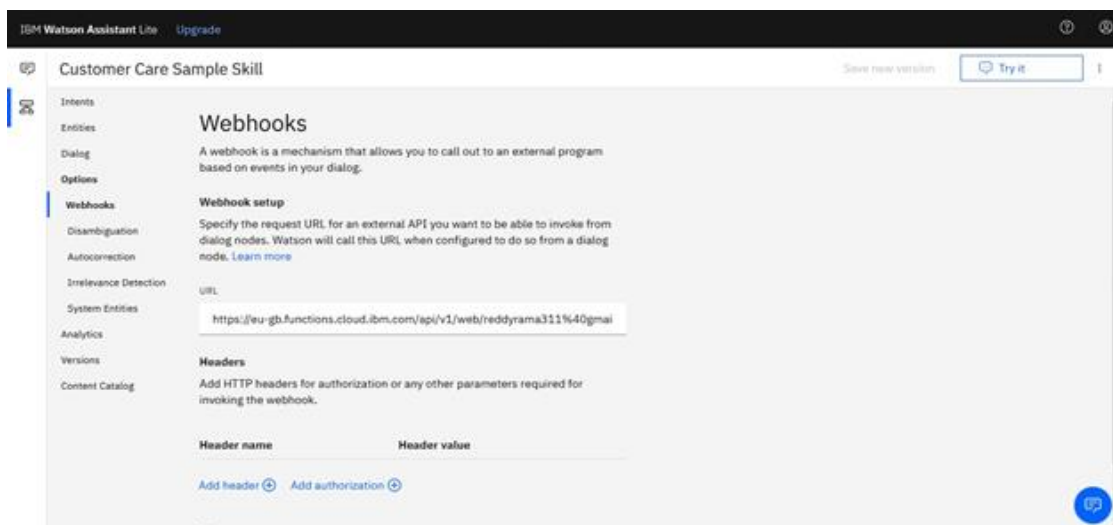 IBM Watson Assistant Lite Upgrade
Customer Care Sample Skill
Save new version
Try it
Intents
Entities
Dialog
Options
Webhooks
Disambiguation
Autocorrection
Irrelevance Detection
System Entities
Analytics
Versions
Content Catalog
Webhooks
A webhook is a mechanism that allows you to call out to an external program
based on events in your dialog.
Webhook setup
Specify the request URL for an external API you want to be able to invoke from
dialog nodes. Watson will call this URL when configured to do so from a dialog
node. Learn more
URL
https://eu-gb.functions.cloud.ibm.com/api/v1/web/reddyrama311%40gmai
Headers
Add HTTP headers for authorization or any other parameters required for
invoking the webhook.
Header name Header value
Add header Add authorization